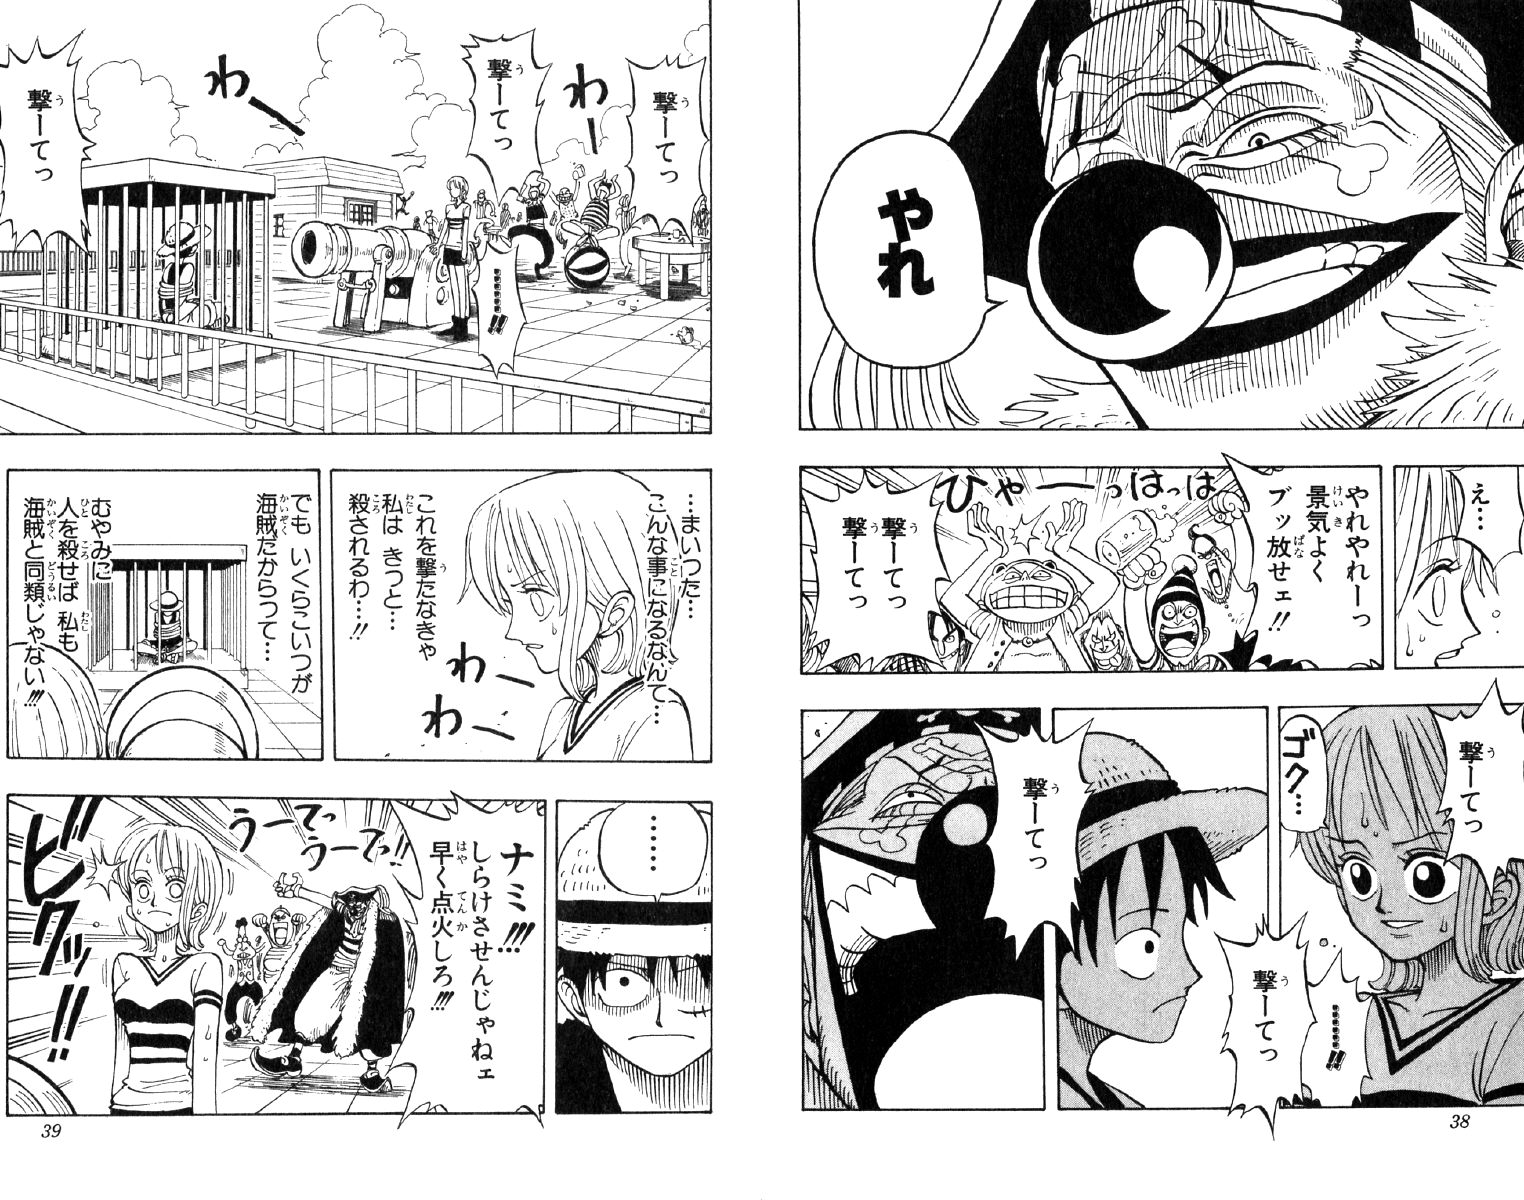 やれ
え…
やれやれーっ
景気よく
ブッ放せェ!!
ひゃーっはっは
撃ーてっ
撃ーてっ
撃ーてっ
ゴク…
…………!!
撃ーてっ
撃ーてっ
38
撃ーてっ
わー
撃ーてっ
…………!!
わー
撃ーてっ
…まいった…
こんな事になるなんて…
これを撃たなきゃ
私は きっと…
殺されるわ…!!
わー
わー
でも いくらこいつが
海賊だからって…
むやみに
人を殺せば 私も
海賊と同類じゃない!!!
……
ナミ!!!
しらけさせんじゃねェ
早く点火しろ!!!
うーてっ
うーてっ!!
ビクッ!!
39